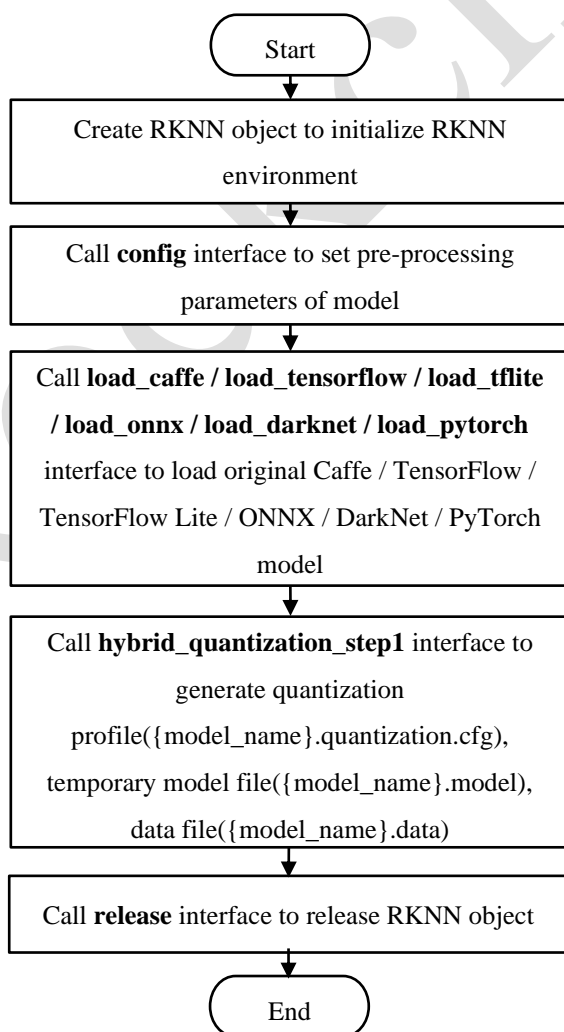 Start
Create RKNN object to initialize RKNN
environment
Call config interface to set pre-processing
parameters of model
Call load_caffe / load_tensorflow / load_tflite
/ load_onnx / load_darknet / load_pytorch
interface to load original Caffe / TensorFlow /
TensorFlow Lite / ONNX / DarkNet / PyTorch
model
Call hybrid_quantization_step1 interface to
generate quantization
profile({model_name}.quantization.cfg),
temporary model file({model_name}.model),
data file({model_name}.data)
Call release interface to release RKNN object
End